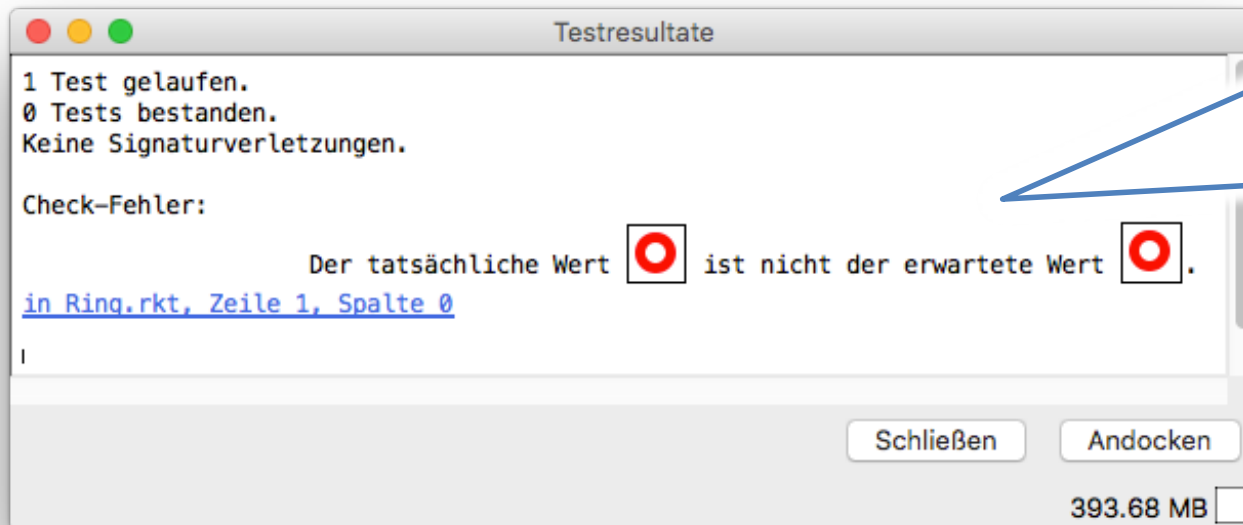 Testresultate
1 Test gelaufen.
0 Tests bestanden.
Keine Signaturverletzungen.
Check-Fehler:
Der tatsächliche Wert ist nicht der erwartete Wert .
in Ring.rkt, Zeile 1, Spalte 0
Schließen Andocken
393.68 MB